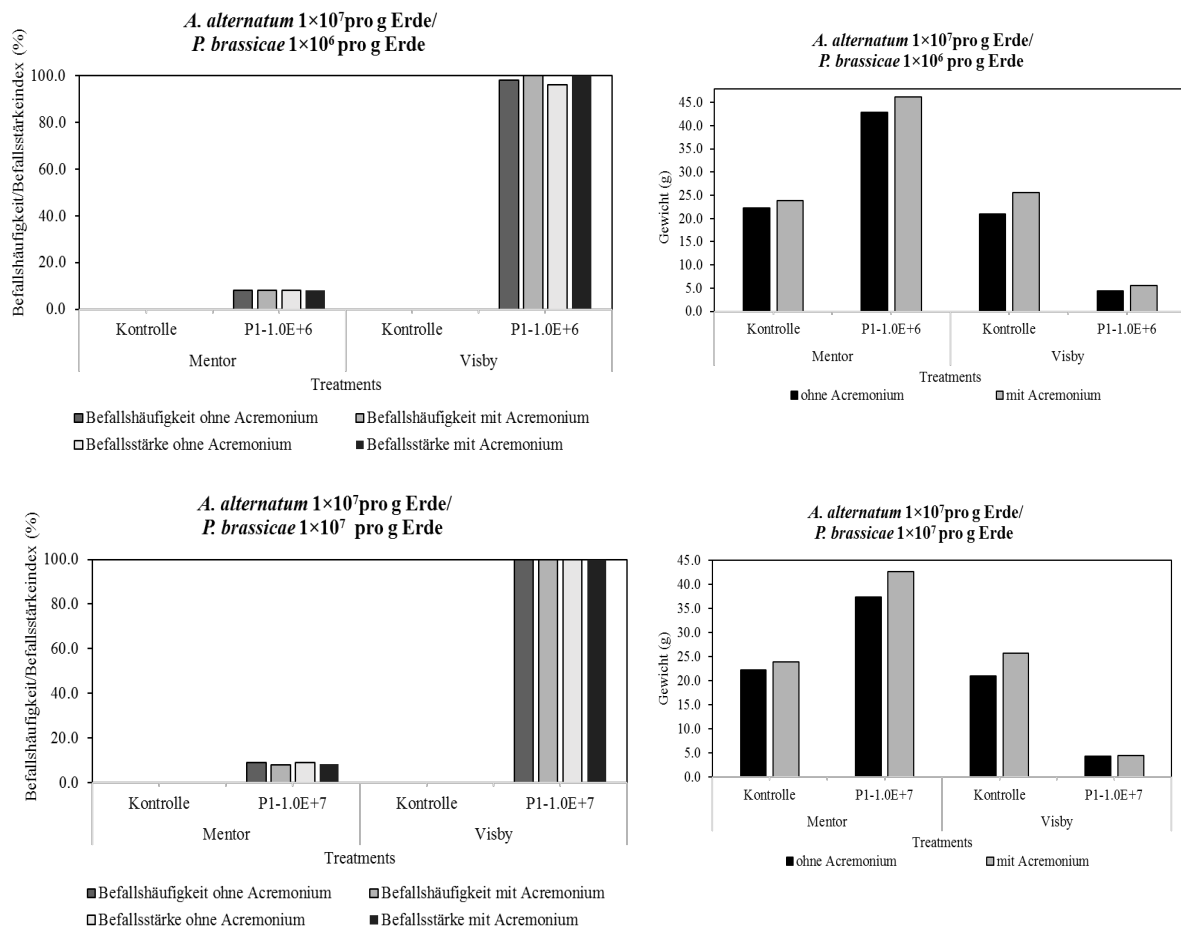 A. alternatum 1×10⁷pro g Erde/
P. brassicae 1×10⁶ pro g Erde
Befallshäufigkeit/Befallsstärkeindex (%)
100.0
80.0
60.0
40.0
20.0
0.0
Kontrolle P1-1.0E+6 Kontrolle P1-1.0E+6
Mentor Visby
Treatments
Befallshäufigkeit ohne Acremonium Befallshäufigkeit mit Acremonium
Befallsstärke ohne Acremonium Befallsstärke mit Acremonium
A. alternatum 1×10⁷pro g Erde/
P. brassicae 1×10⁶ pro g Erde
Gewicht (g)
45.0
40.0
35.0
30.0
25.0
20.0
15.0
10.0
5.0
0.0
Kontrolle P1-1.0E+6 Kontrolle P1-1.0E+6
Mentor Visby
Treatments
ohne Acremonium mit Acremonium
A. alternatum 1×10⁷pro g Erde/
P. brassicae 1×10⁷ pro g Erde
Befallshäufigkeit/Befallsstärkeindex (%)
100.0
80.0
60.0
40.0
20.0
0.0
Kontrolle P1-1.0E+7 Kontrolle P1-1.0E+7
Mentor Visby
Treatments
Befallshäufigkeit ohne Acremonium Befallshäufigkeit mit Acremonium
Befallsstärke ohne Acremonium Befallsstärke mit Acremonium
A. alternatum 1×10⁷pro g Erde/
P. brassicae 1×10⁷ pro g Erde
Gewicht (g)
45.0
40.0
35.0
30.0
25.0
20.0
15.0
10.0
5.0
0.0
Kontrolle P1-1.0E+7 Kontrolle P1-1.0E+7
Mentor Visby
Treatments
ohne Acremonium mit Acremonium